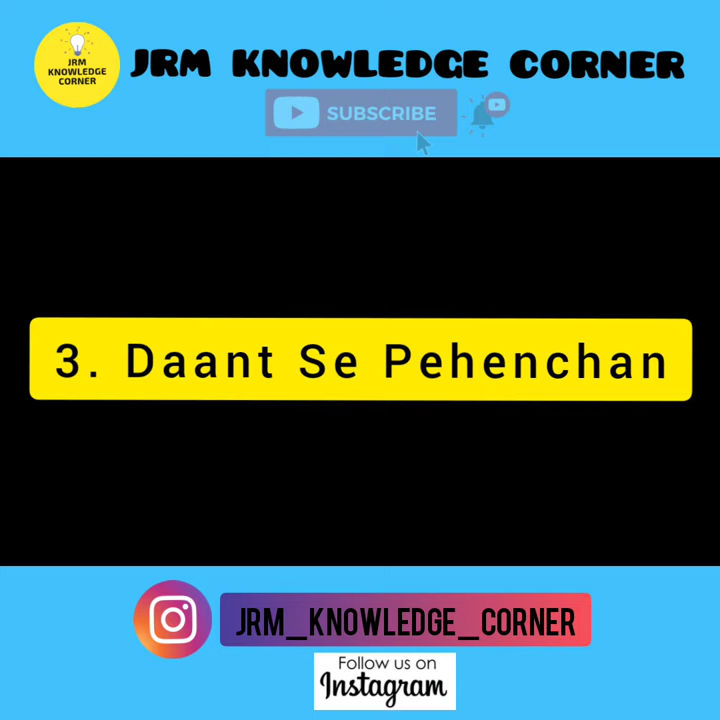 JRM
KNOWLEDGE
CORNER
JRM KNOWLEDGE CORNER
SUBSCRIBE
3. Daant Se Pehenchan
JRM_KNOWLEDGE_CORNER
Follow us on
Instagram